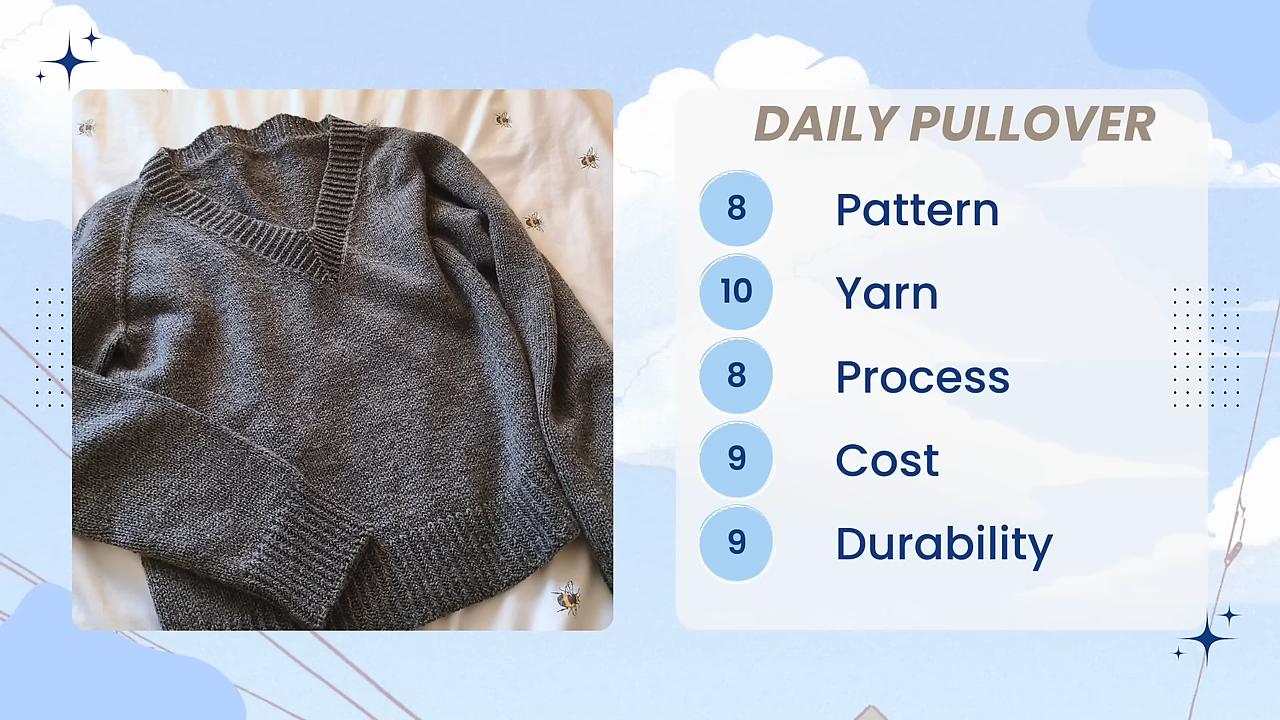 DAILY PULLOVER
8 Pattern
10 Yarn
8 Process
9 Cost
9 Durability